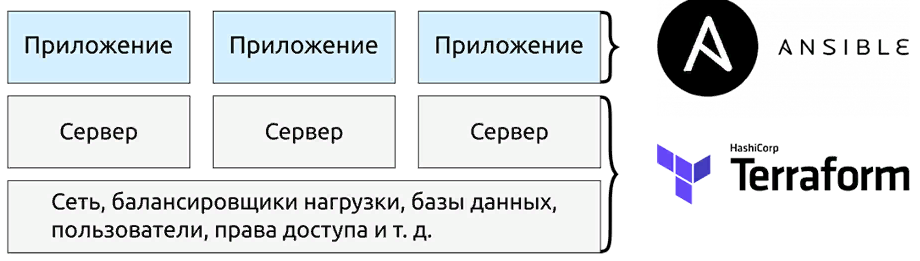 Приложение
Приложение
Приложение
ANSIBLE
Сервер
Сервер
Сервер
HashiCorp
Terraform
Сеть, балансировщики нагрузки, базы данных,
пользователи, права доступа и т. д.